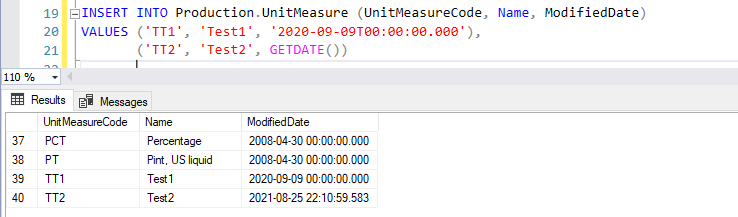 19 INSERT INTO Production.UnitMeasure (UnitMeasureCode, Name, ModifiedDate)
20 VALUES ('TT1', 'Test1', '2020-09-09T00:00:00.000'),
21 ('TT2', 'Test2', GETDATE())
110 %
Results Messages
UnitMeasureCode Name ModifiedDate
37 PCT Percentage 2008-04-30 00:00:00.000
38 PT Pint, US liquid 2008-04-30 00:00:00.000
39 TT1 Test1 2020-09-09 00:00:00.000
40 TT2 Test2 2021-08-25 22:10:59.583